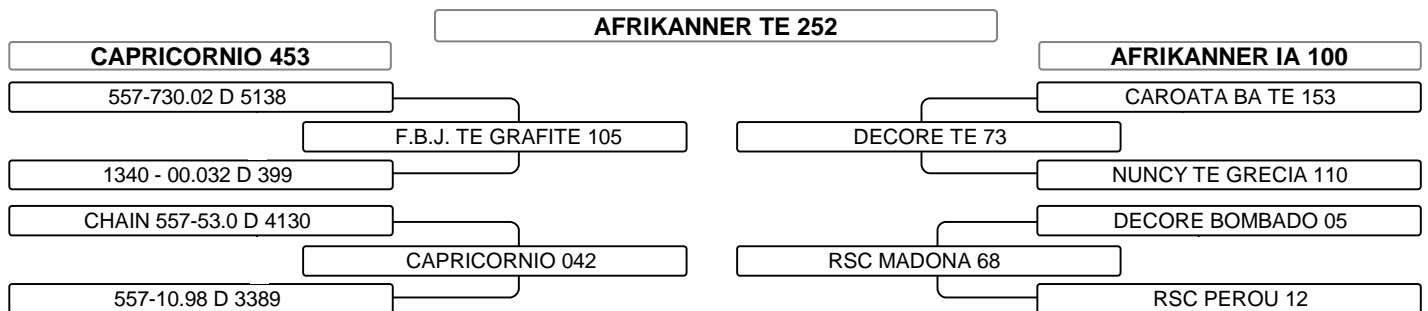 AFRIKANNER TE 252
CAPRICORNIO 453
AFRIKANNER IA 100
557-730.02 D 5138
CAROATA BA TE 153
F.B.J. TE GRAFITE 105
DECORE TE 73
1340 - 00.032 D 399
NUNCY TE GRECIA 110
CHAIN 557-53.0 D 4130
DECORE BOMBADO 05
CAPRICORNIO 042
RSC MADONA 68
557-10.98 D 3389
RSC PEROU 12